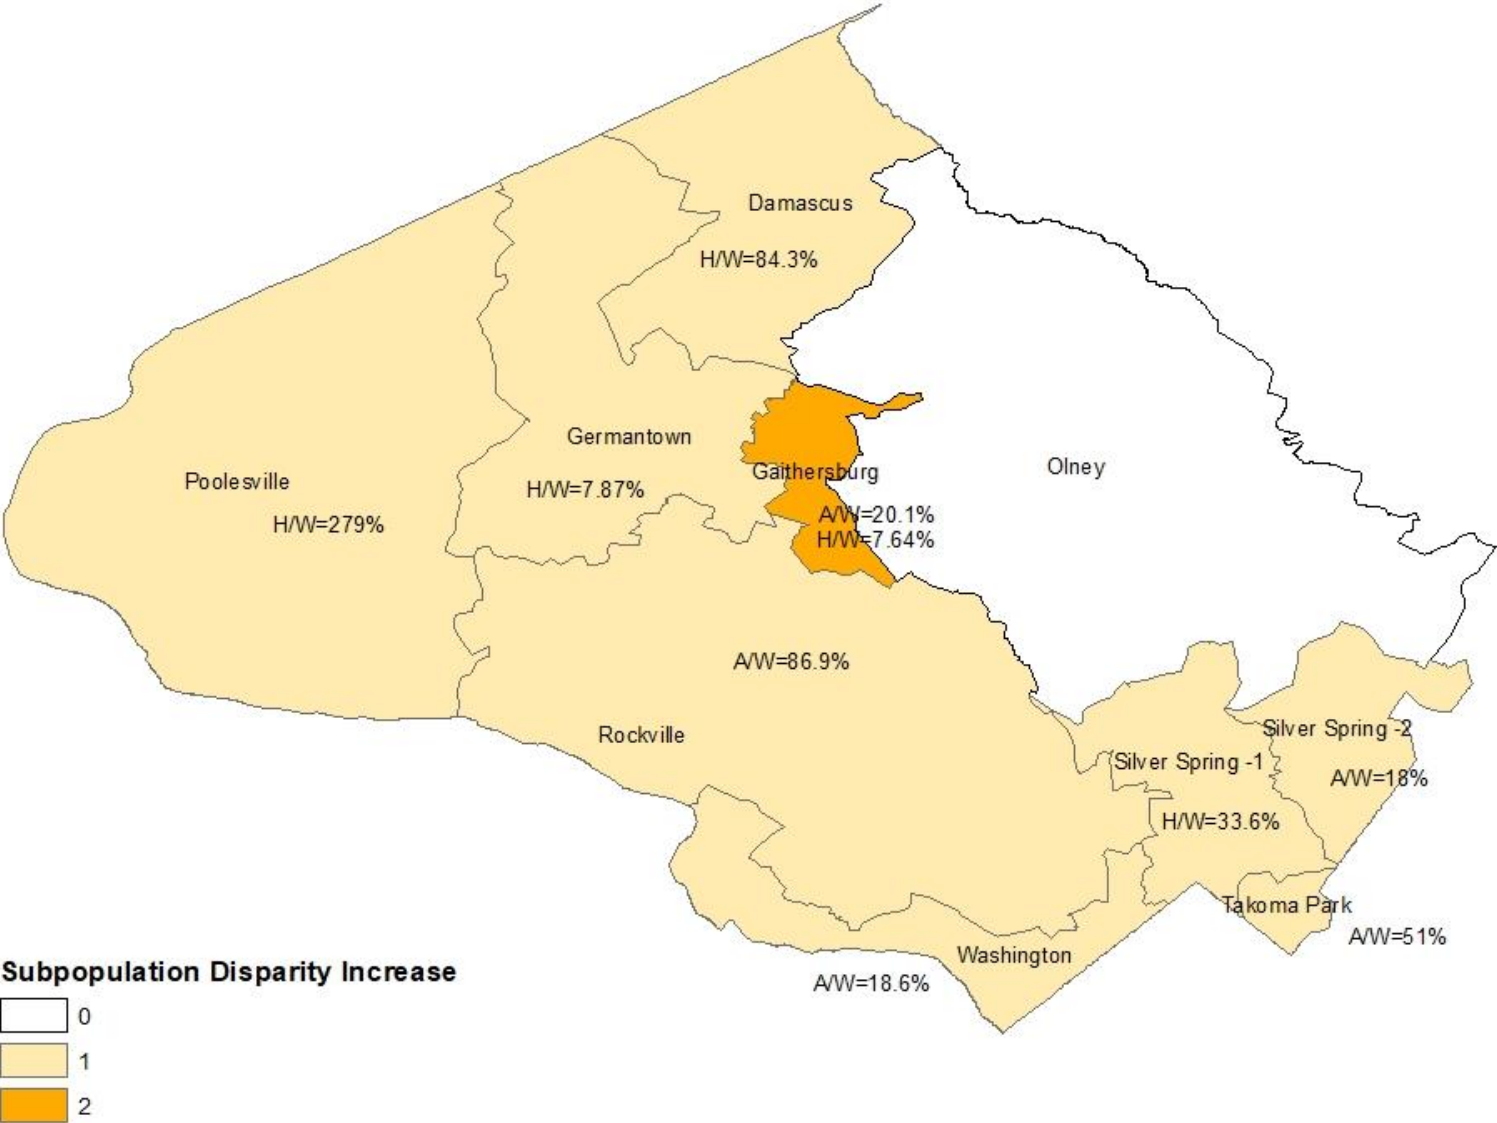 Damascus
H/W=84.3%
Germantown
H/W=7.87%
Poolesville
H/W=279%
Gaithersburg
A/W=20.1%
H/W=7.64%
Olney
A/W=86.9%
Rockville
Silver Spring -2
A/W=18%
Silver Spring -1
H/W=33.6%
Takoma Park
A/W=51%
Washington
A/W=18.6%
Subpopulation Disparity Increase
0
1
2